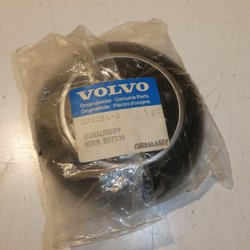 VOLVO
Originaldelar · Genuine Parts
Originalteile · Pièces d'origine
SIGNALKNAPP
HORN BUTTON
GERMANY